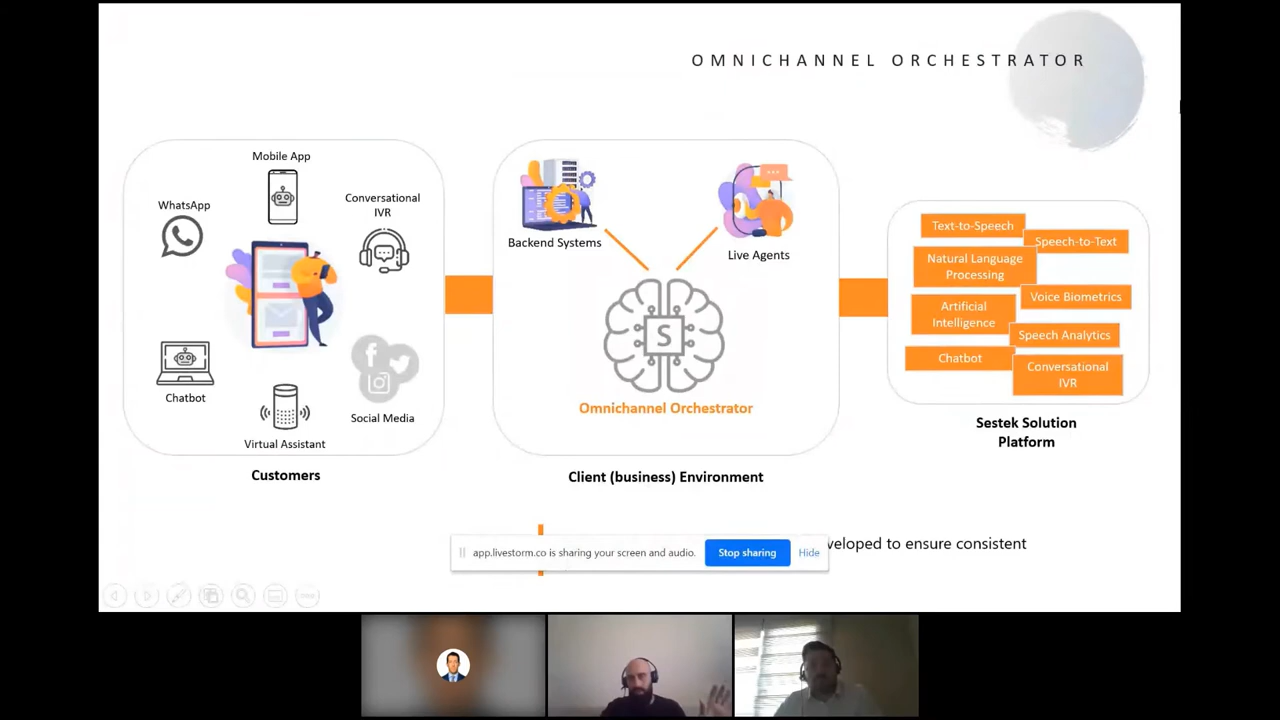 OMNICHANNEL ORCHESTRATOR
Mobile App
WhatsApp
Conversational
IVR
Chatbot
Virtual Assistant
Social Media
Customers
Backend Systems
Live Agents
S
Omnichannel Orchestrator
Client (business) Environment
Text-to-Speech
Speech-to-Text
Natural Language
Processing
Voice Biometrics
Artificial
Intelligence
Speech Analytics
Chatbot
Conversational
IVR
Sestek Solution
Platform
app.livestorm.co is sharing your screen and audio.
Stop sharing
Hide
veloped to ensure consistent